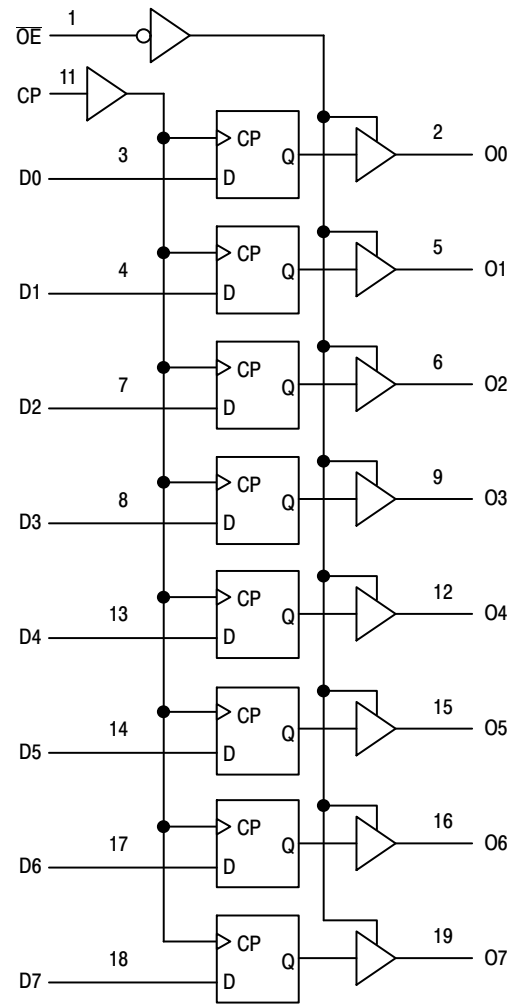 O̅E̅ 1
CP 11
D0 3 CP D Q 2 O0
D1 4 CP D Q 5 O1
D2 7 CP D Q 6 O2
D3 8 CP D Q 9 O3
D4 13 CP D Q 12 O4
D5 14 CP D Q 15 O5
D6 17 CP D Q 16 O6
D7 18 CP D Q 19 O7